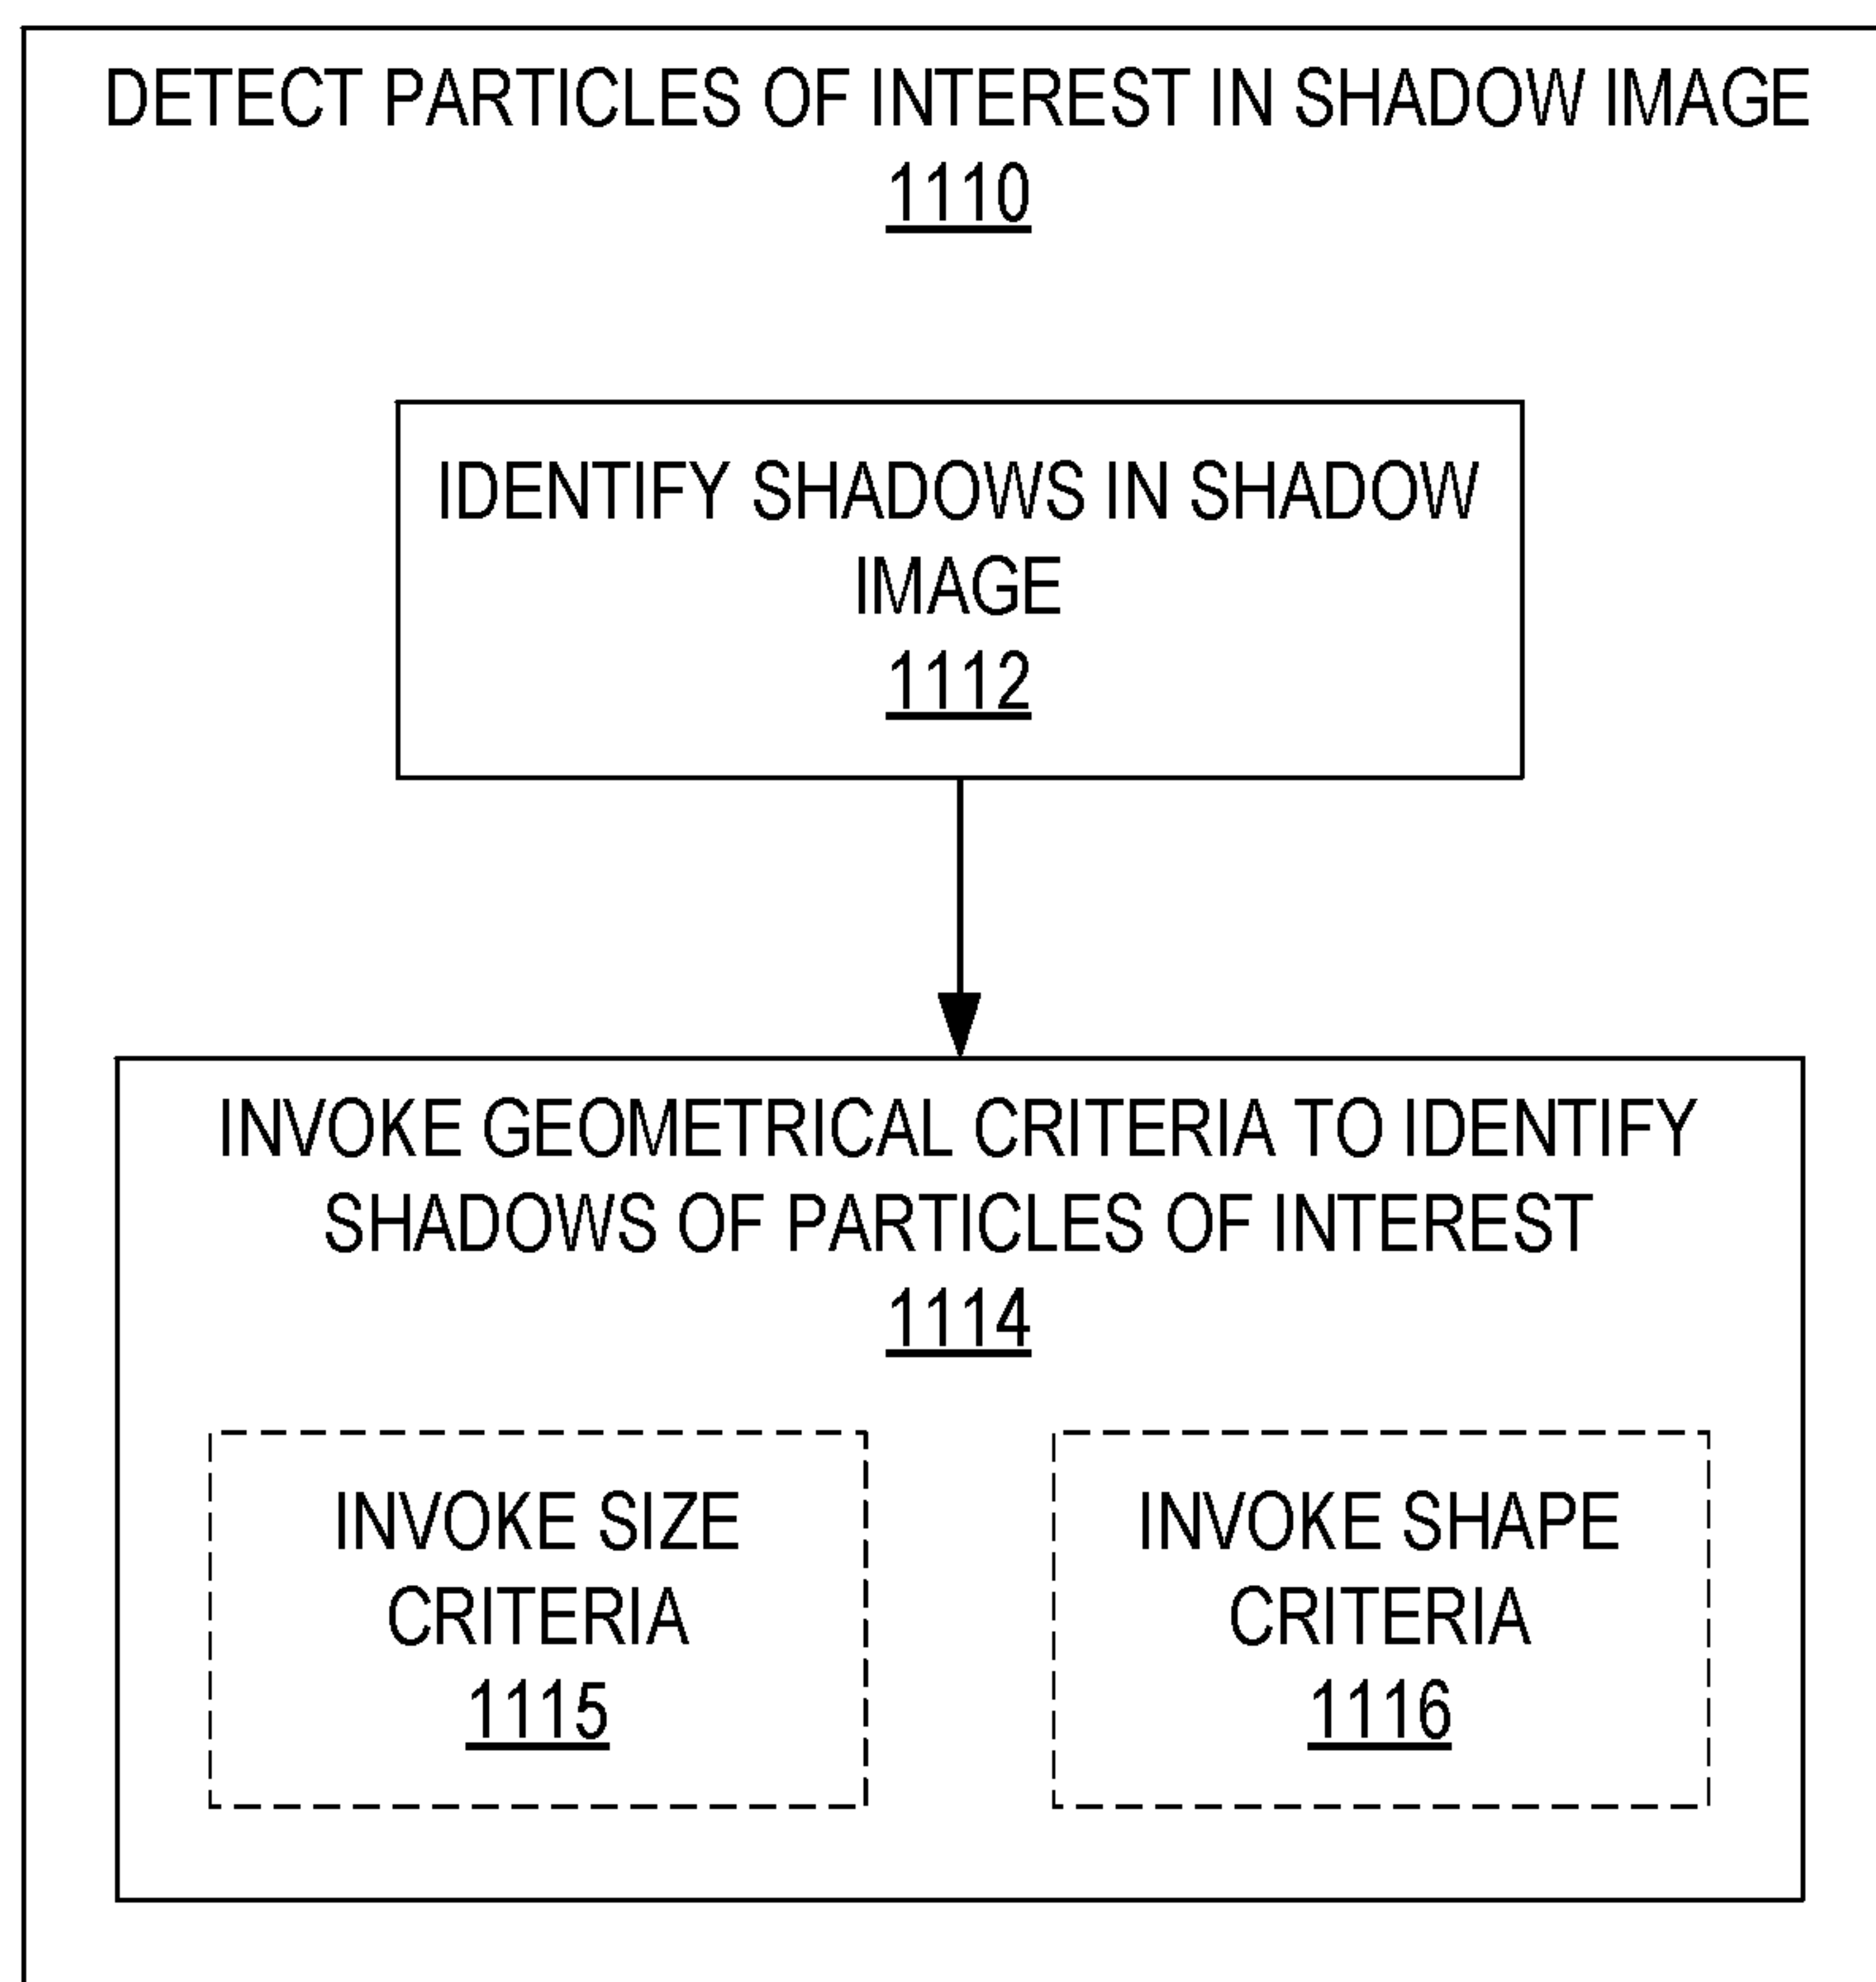 DETECT PARTICLES OF INTEREST IN SHADOW IMAGE
1110
IDENTIFY SHADOWS IN SHADOW
IMAGE
1112
INVOKE GEOMETRICAL CRITERIA TO IDENTIFY
SHADOWS OF PARTICLES OF INTEREST
1114
INVOKE SIZE
CRITERIA
1115
INVOKE SHAPE
CRITERIA
1116